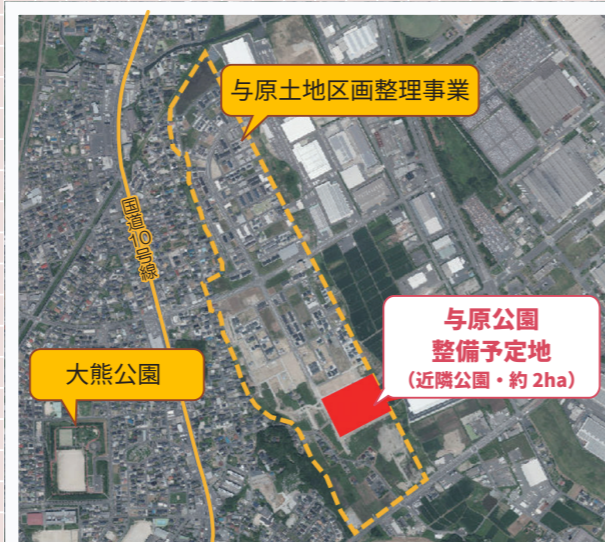 与原土地区画整理事業
国道10号線
与原公園
整備予定地
（近隣公園・約 2ha）
大熊公園